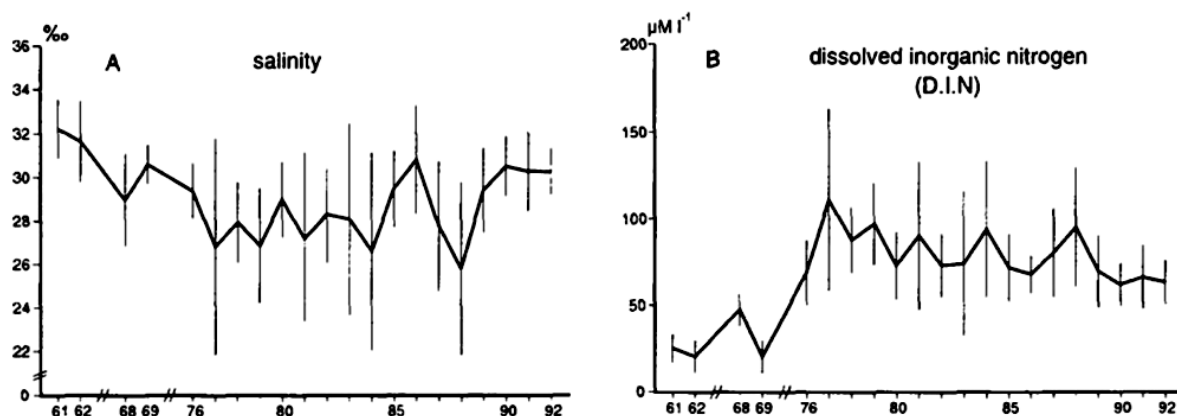 ‰
36
34
32
30
28
26
24
22
0
A
salinity
61 62 68 69 76 80 85 90 92
µM l⁻¹
200
150
100
50
0
B
dissolved inorganic nitrogen
(D.I.N)
61 62 68 69 76 80 85 90 92